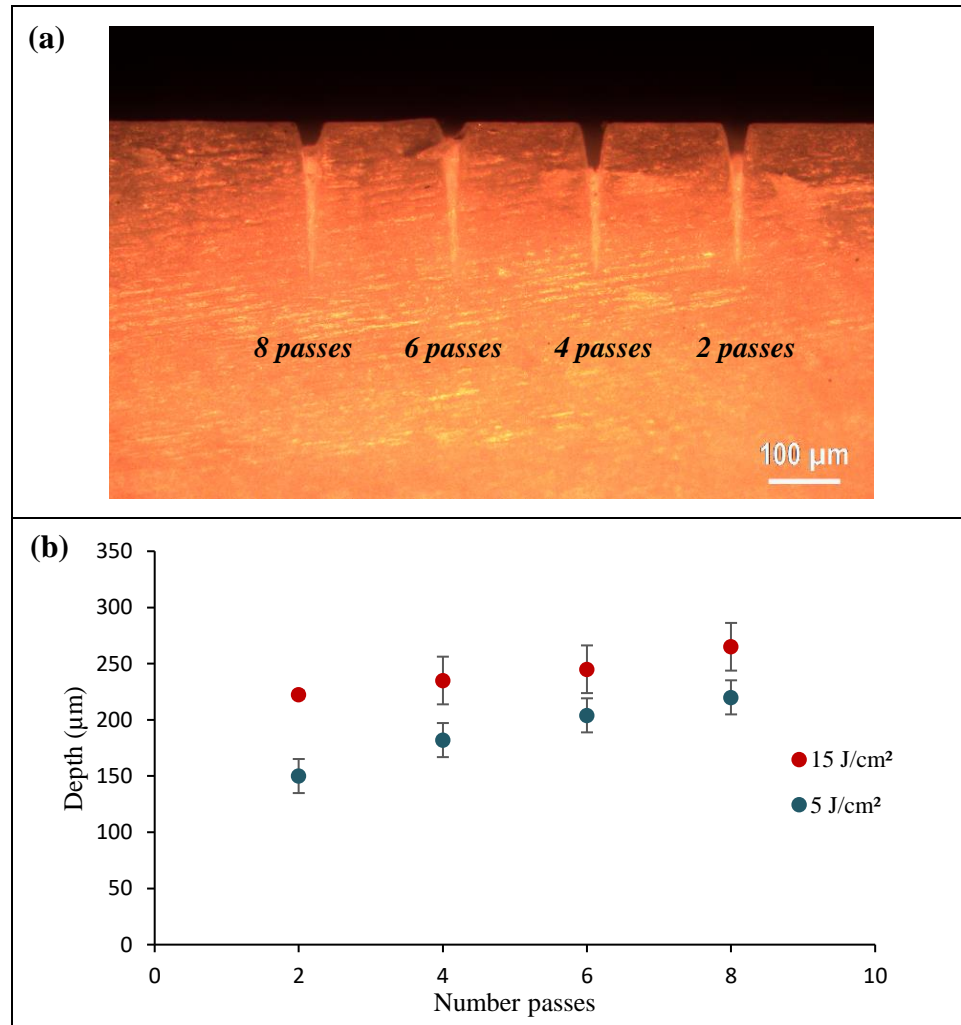 (a)
8 passes 6 passes 4 passes 2 passes
100 µm
(b)
350
300
250
200
150
100
50
0
Depth (µm)
15 J/cm²
5 J/cm²
0 2 4 6 8 10
Number passes